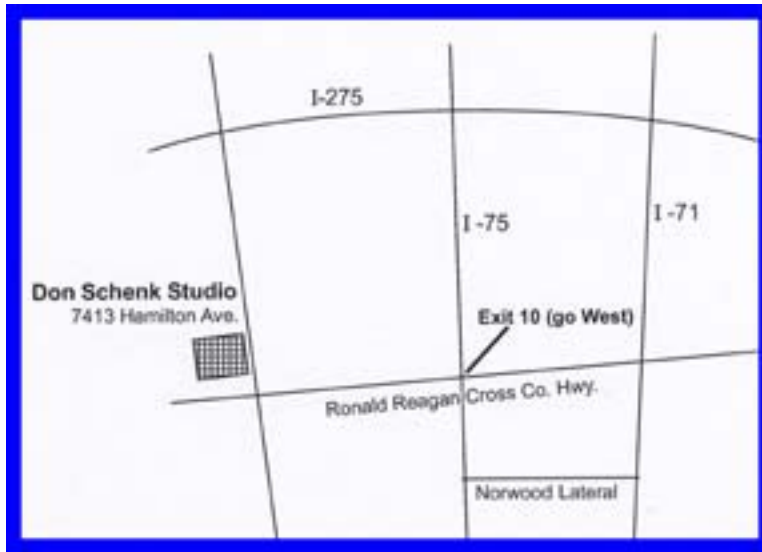 I-275
I -75
I -71
Don Schenk Studio
7413 Hamilton Ave.
Exit 10 (go West)
Ronald Reagan Cross Co. Hwy.
Norwood Lateral